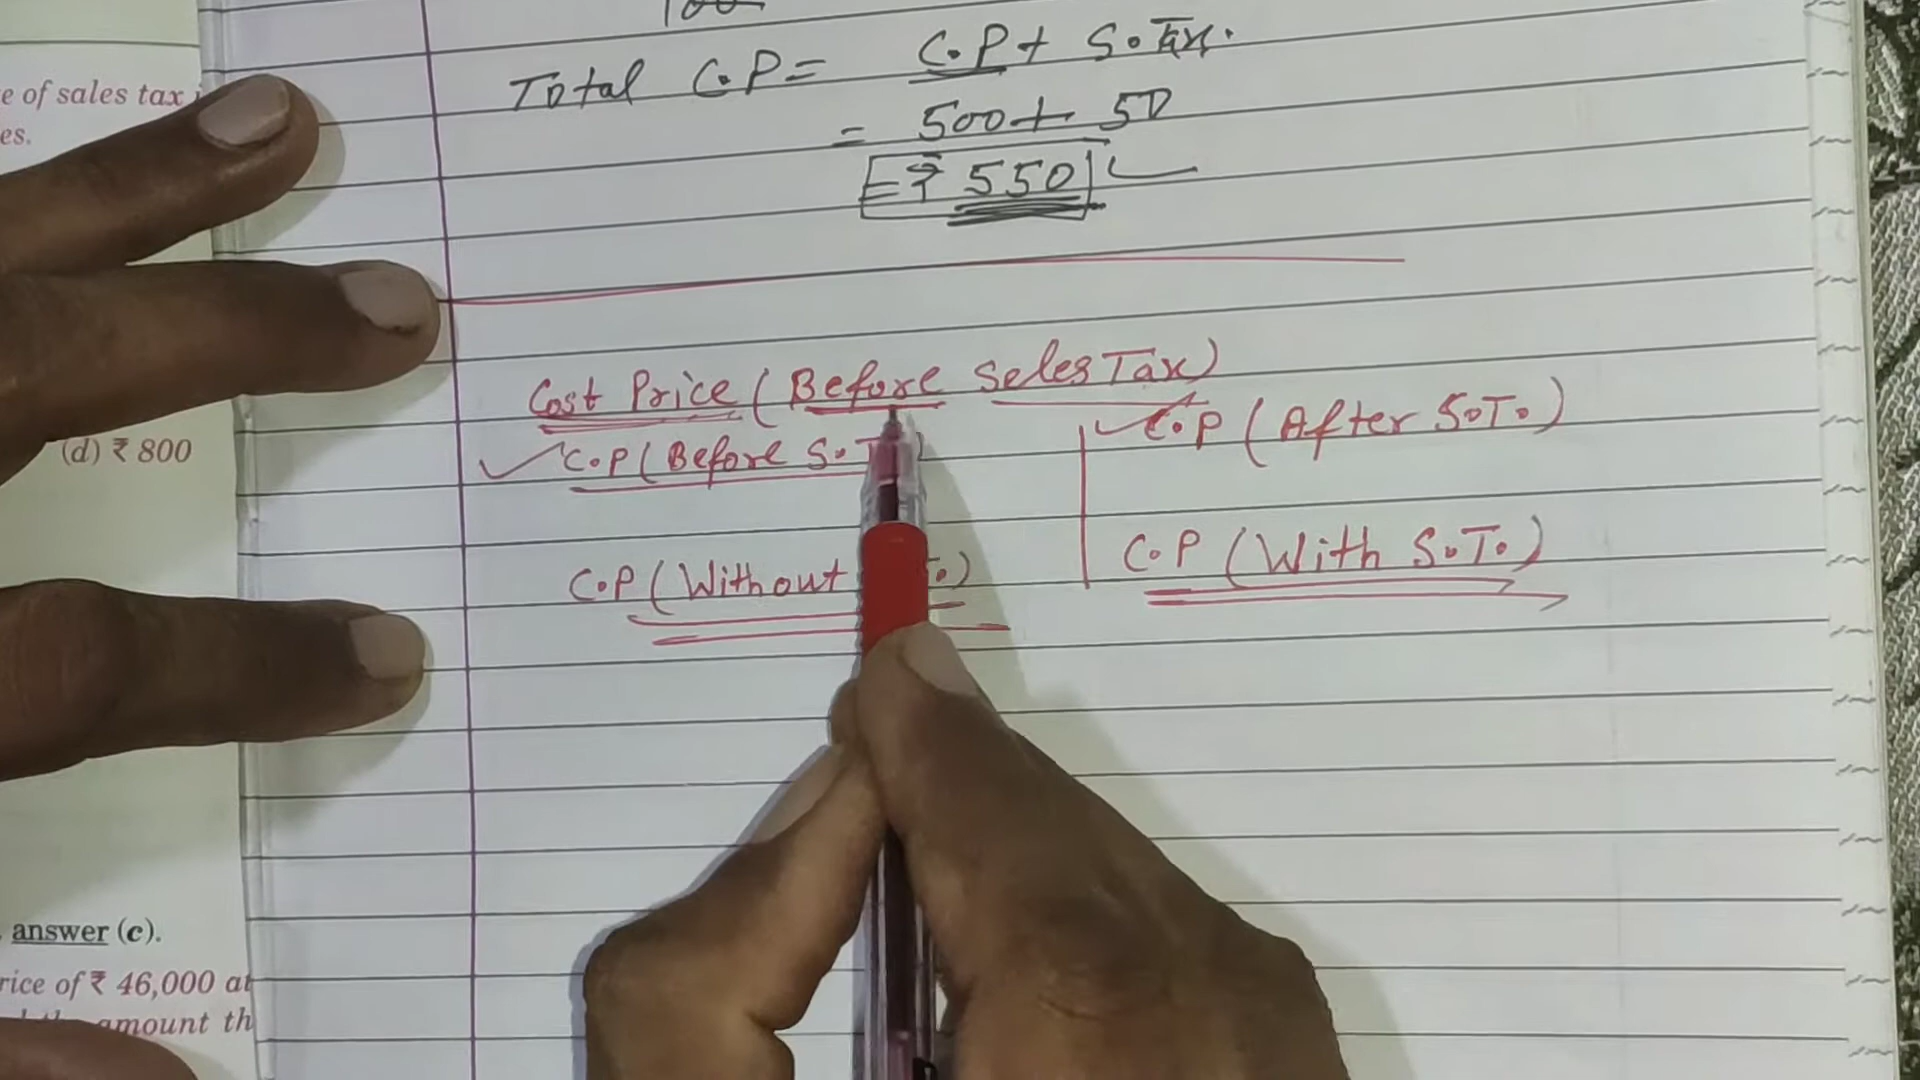 100
Total C.P = C.P + S.Tax.
= 500 + 50
= ₹ 550
Cost Price ( Before Seles Tax )
C.P ( Before S.
C.P ( Without
C.P ( After S.T. )
C.P ( With S.T. )
e of sales tax
es.
(d) ₹ 800
answer (c).
rice of ₹ 46,000 at
amount th